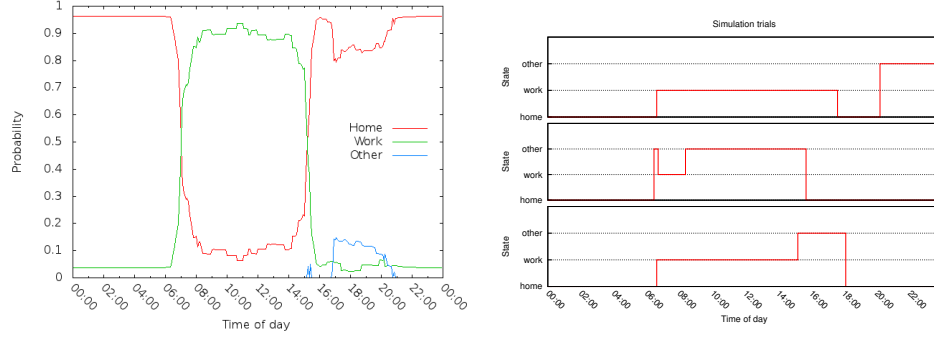 1
0.9
0.8
0.7
0.6
0.5
0.4
0.3
0.2
0.1
0
Probability
Home
Work
Other
00:00
02:00
04:00
06:00
08:00
10:00
12:00
14:00
16:00
18:00
20:00
22:00
00:00
Time of day
Simulation trials
State
other
work
home
State
other
work
home
State
other
work
home
00:00
02:00
04:00
06:00
08:00
10:00
12:00
14:00
16:00
18:00
20:00
22:00
Time of day